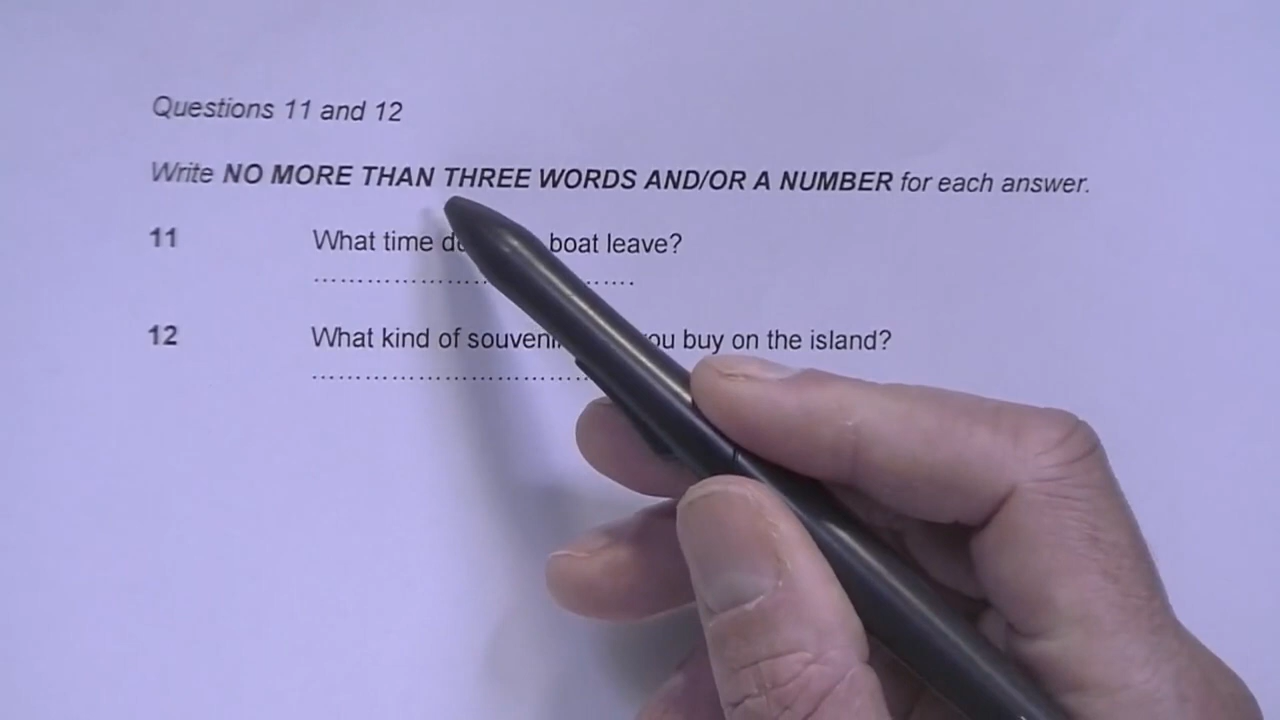 Questions 11 and 12
Write NO MORE THAN THREE WORDS AND/OR A NUMBER for each answer.
11 What time boat leave?
..........................................
12 What kind of you buy on the island?
..........................................